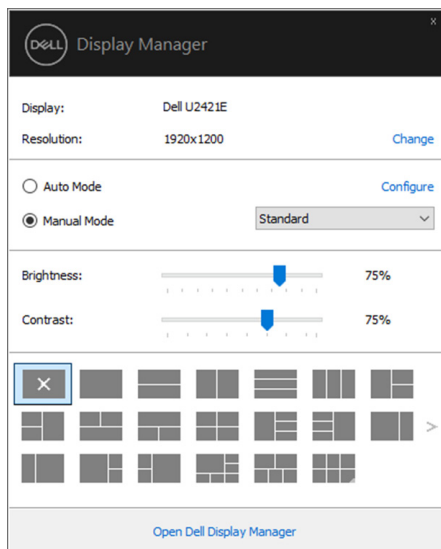 x
DELL Display Manager
Display: Dell U2421E
Resolution: 1920x1200 Change
Auto Mode Configure
Manual Mode Standard
Brightness: 75%
Contrast: 75%
Open Dell Display Manager